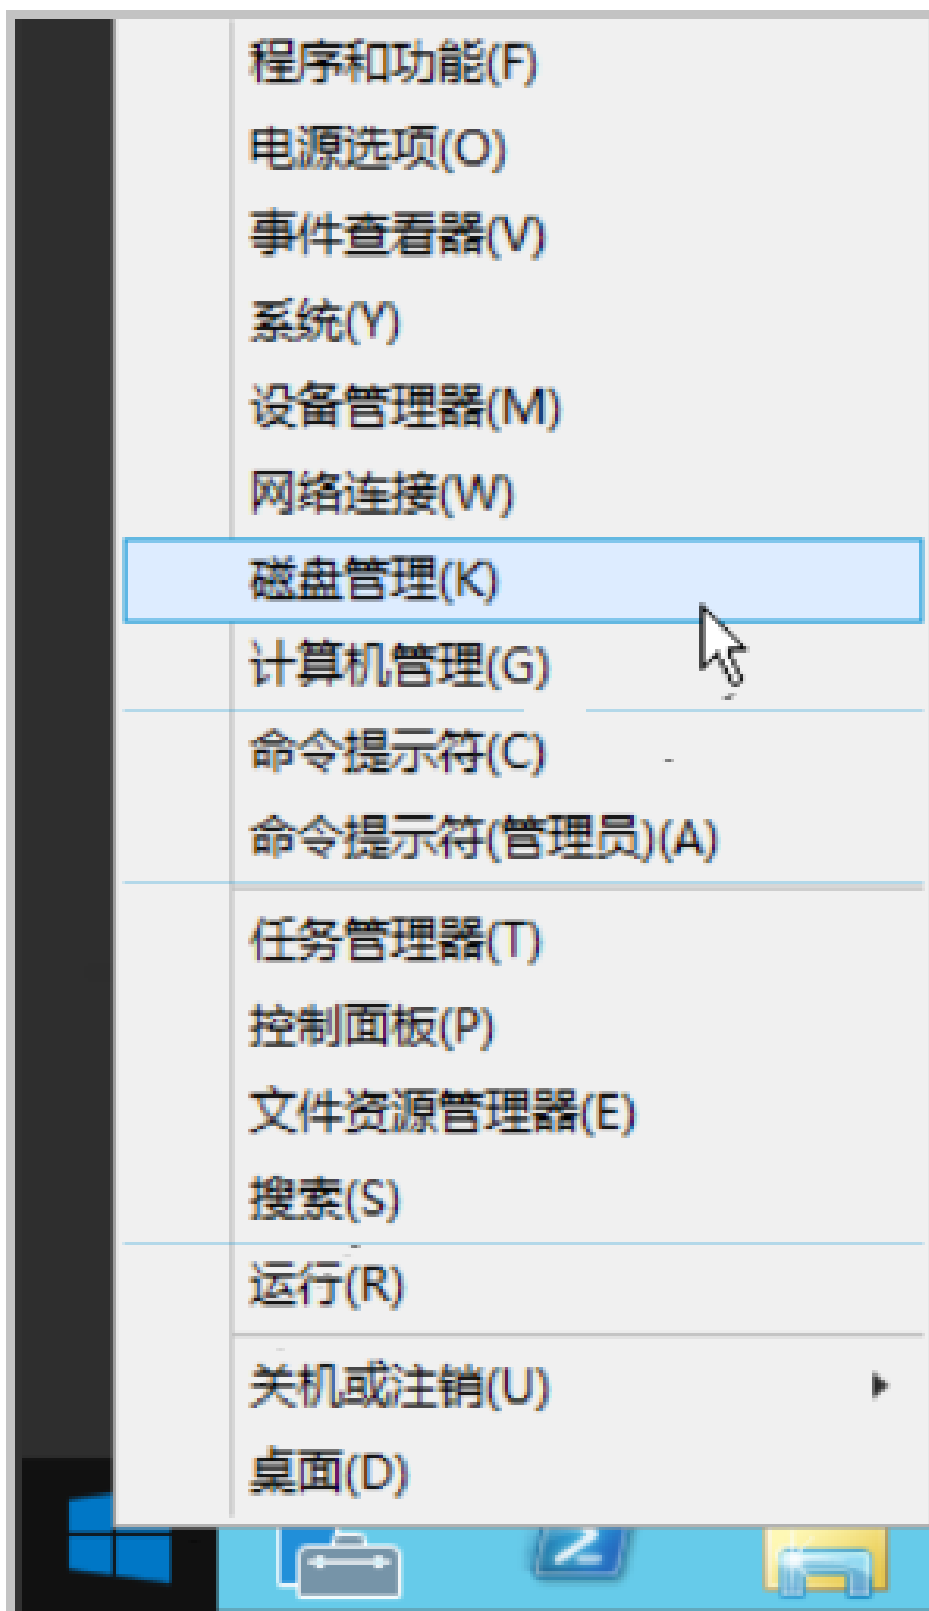 程序和功能(F)
电源选项(O)
事件查看器(V)
系统(Y)
设备管理器(M)
网络连接(W)
磁盘管理(K)
计算机管理(G)
命令提示符(C)
命令提示符(管理员)(A)
任务管理器(T)
控制面板(P)
文件资源管理器(E)
搜索(S)
运行(R)
关机或注销(U)
桌面(D)